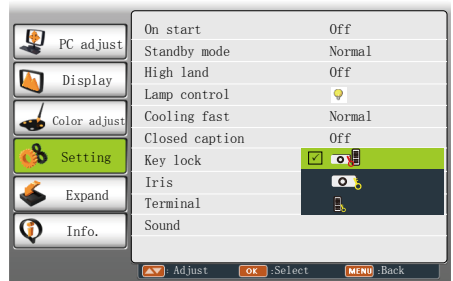 PC adjust
Display
Color adjust
Setting
Expand
Info.
On start Off
Standby mode Normal
High land Off
Lamp control
Cooling fast Normal
Closed caption Off
Key lock
Iris
Terminal
Sound
: Adjust OK :Select MENU :Back